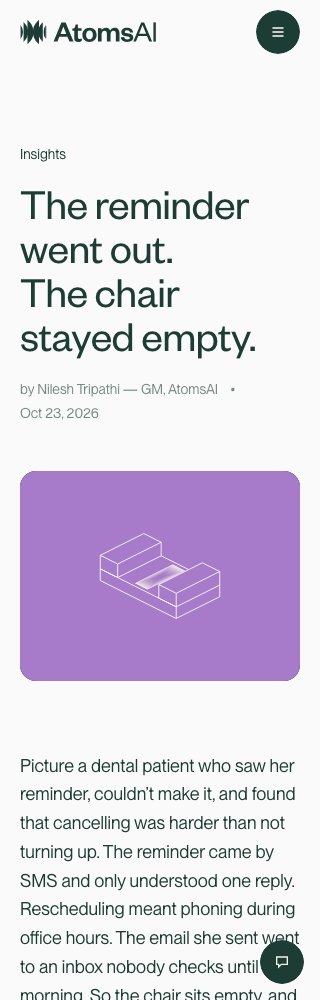 AtomsAI
Insights
The reminder
went out.
The chair
stayed empty.
by Nilesh Tripathi — GM, AtomsAI •
Oct 23, 2026
Picture a dental patient who saw her
reminder, couldn't make it, and found
that cancelling was harder than not
turning up. The reminder came by
SMS and only understood one reply.
Rescheduling meant phoning during
office hours. The email she sent went
to an inbox nobody checks until
morning. So the chair sits empty, and